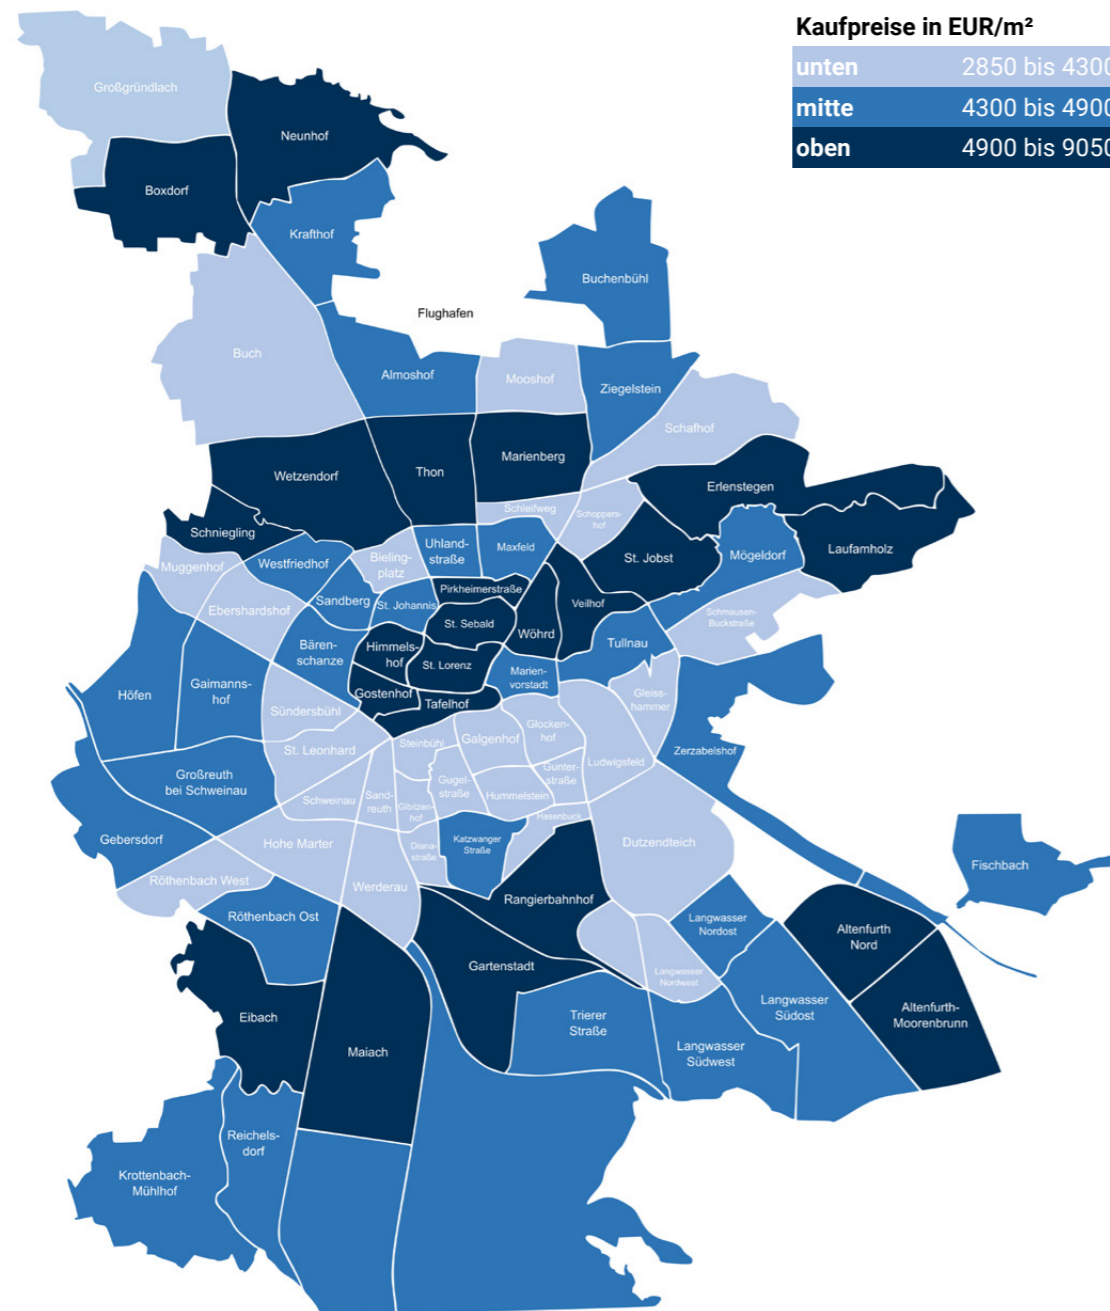 Kaufpreise in EUR/m²
unten 2850 bis 4300
mitte 4300 bis 4900
oben 4900 bis 9050
Großgründlach
Neunhof
Boxdorf
Krafthof
Buchenbühl
Flughafen
Buch
Almoshof
Mooshof
Ziegelstein
Schafhof
Wetzendorf
Thon
Marienberg
Erlenstegen
Schniegling
Schleifweg
Schoppers-
hof
Laufamholz
Muggenhof
Westfriedhof
Bieling-
platz
Uhland-
straße
Maxfeld
St. Jobst
Mögeldorf
Ebershardshof
Sandberg
St. Johannis
Pirkheimerstraße
Veilhof
Schmausen-
Buckstraße
Bären-
schanze
Himmels-
hof
St. Sebald
Wöhrd
Tullnau
Höfen
Gaimanns-
hof
Gostenhof
St. Lorenz
Marien-
vorstadt
Gleiss-
hammer
Sündersbühl
Tafelhof
Steinbühl
Galgenhof
Glocken-
hof
Zerzabelshof
St. Leonhard
Großreuth
bei Schweinau
Schweinau
Sand-
reuth
Gibitzen-
hof
Gugel-
straße
Hummelstein
Gunter-
straße
Ludwigsfeld
Gebersdorf
Hohe Marter
Diana-
straße
Katzwanger
Straße
Hasenbuck
Dutzendteich
Fischbach
Röthenbach West
Werderau
Rangierbahnhof
Röthenbach Ost
Langwasser
Nordost
Altenfurth
Nord
Gartenstadt
Langwasser
Nordwest
Eibach
Maiach
Trierer
Straße
Langwasser
Südwest
Langwasser
Südost
Altenfurth-
Moorenbrunn
Reichels-
dorf
Krottenbach-
Mühlhof